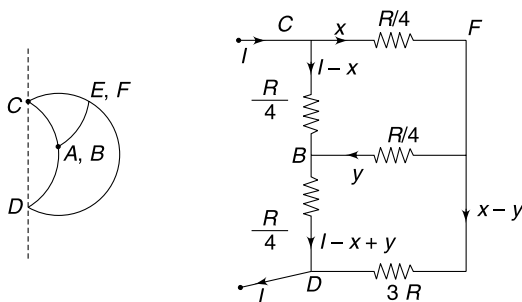 C
E, F
A, B
D
C
x
R/4
F
I
I – x
R
4
B
R/4
y
R
4
I – x + y
x – y
I
D
3 R